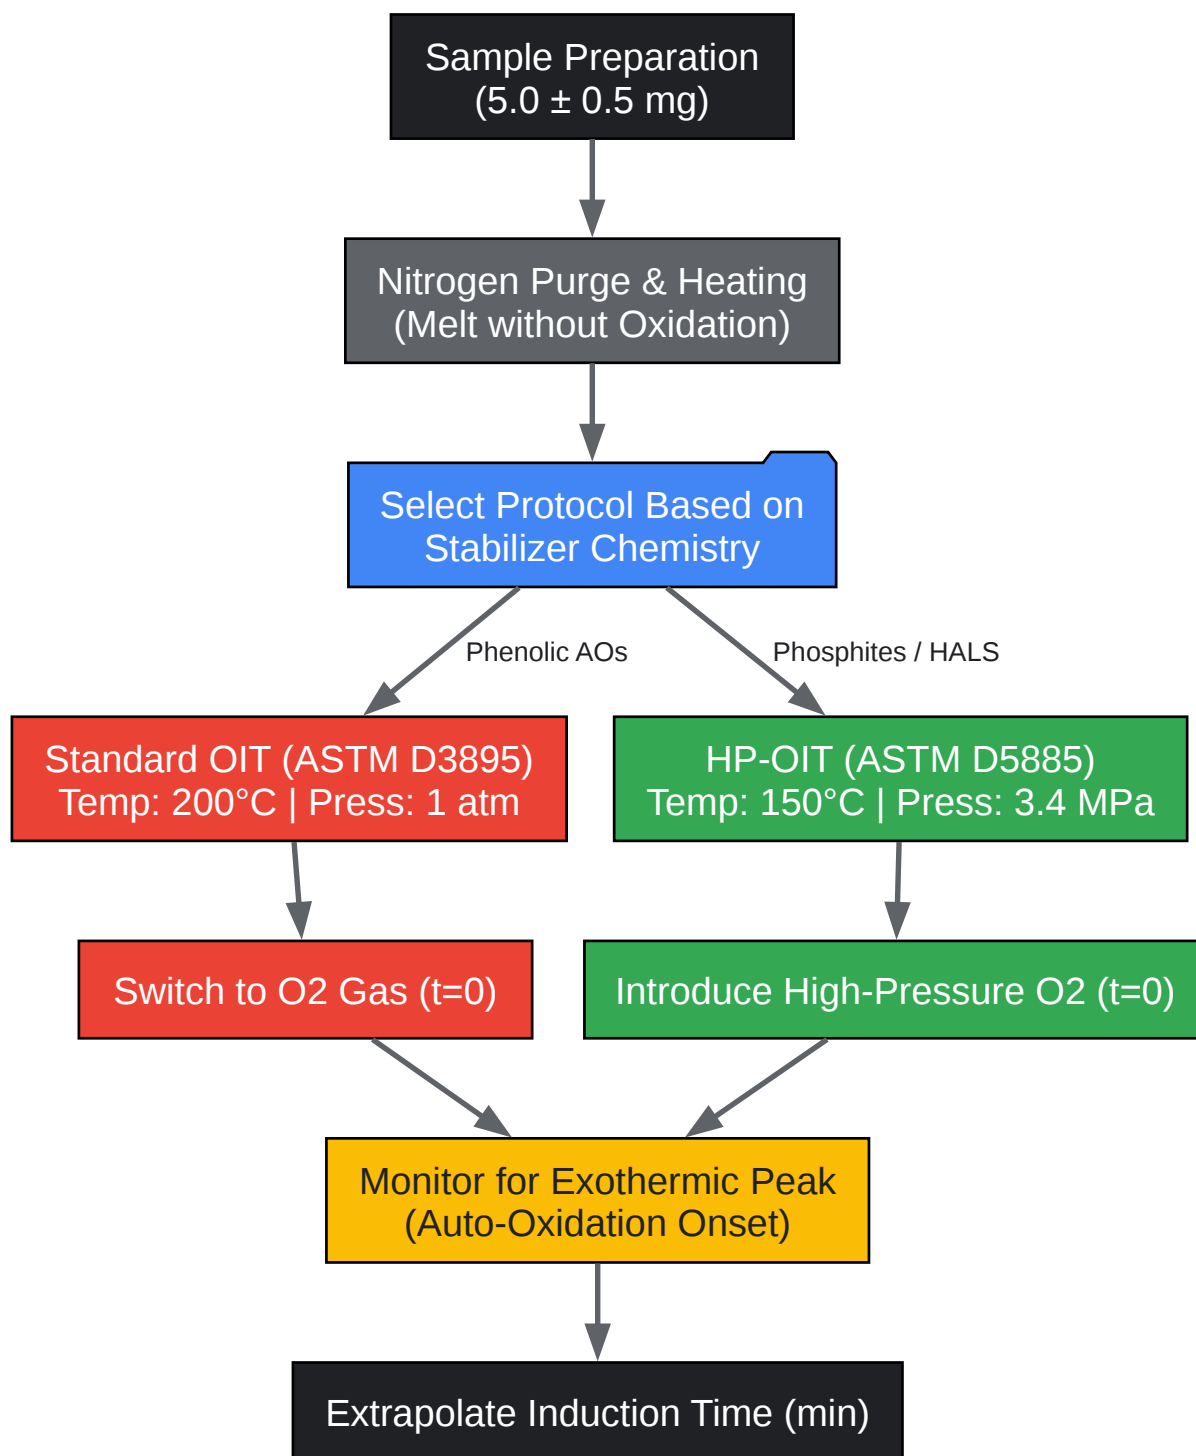 Sample Preparation
(5.0 ± 0.5 mg)
Nitrogen Purge & Heating
(Melt without Oxidation)
Select Protocol Based on
Stabilizer Chemistry
Phenolic AOs
Phosphites / HALS
Standard OIT (ASTM D3895)
Temp: 200°C | Press: 1 atm
HP-OIT (ASTM D5885)
Temp: 150°C | Press: 3.4 MPa
Switch to O2 Gas (t=0)
Introduce High-Pressure O2 (t=0)
Monitor for Exothermic Peak
(Auto-Oxidation Onset)
Extrapolate Induction Time (min)